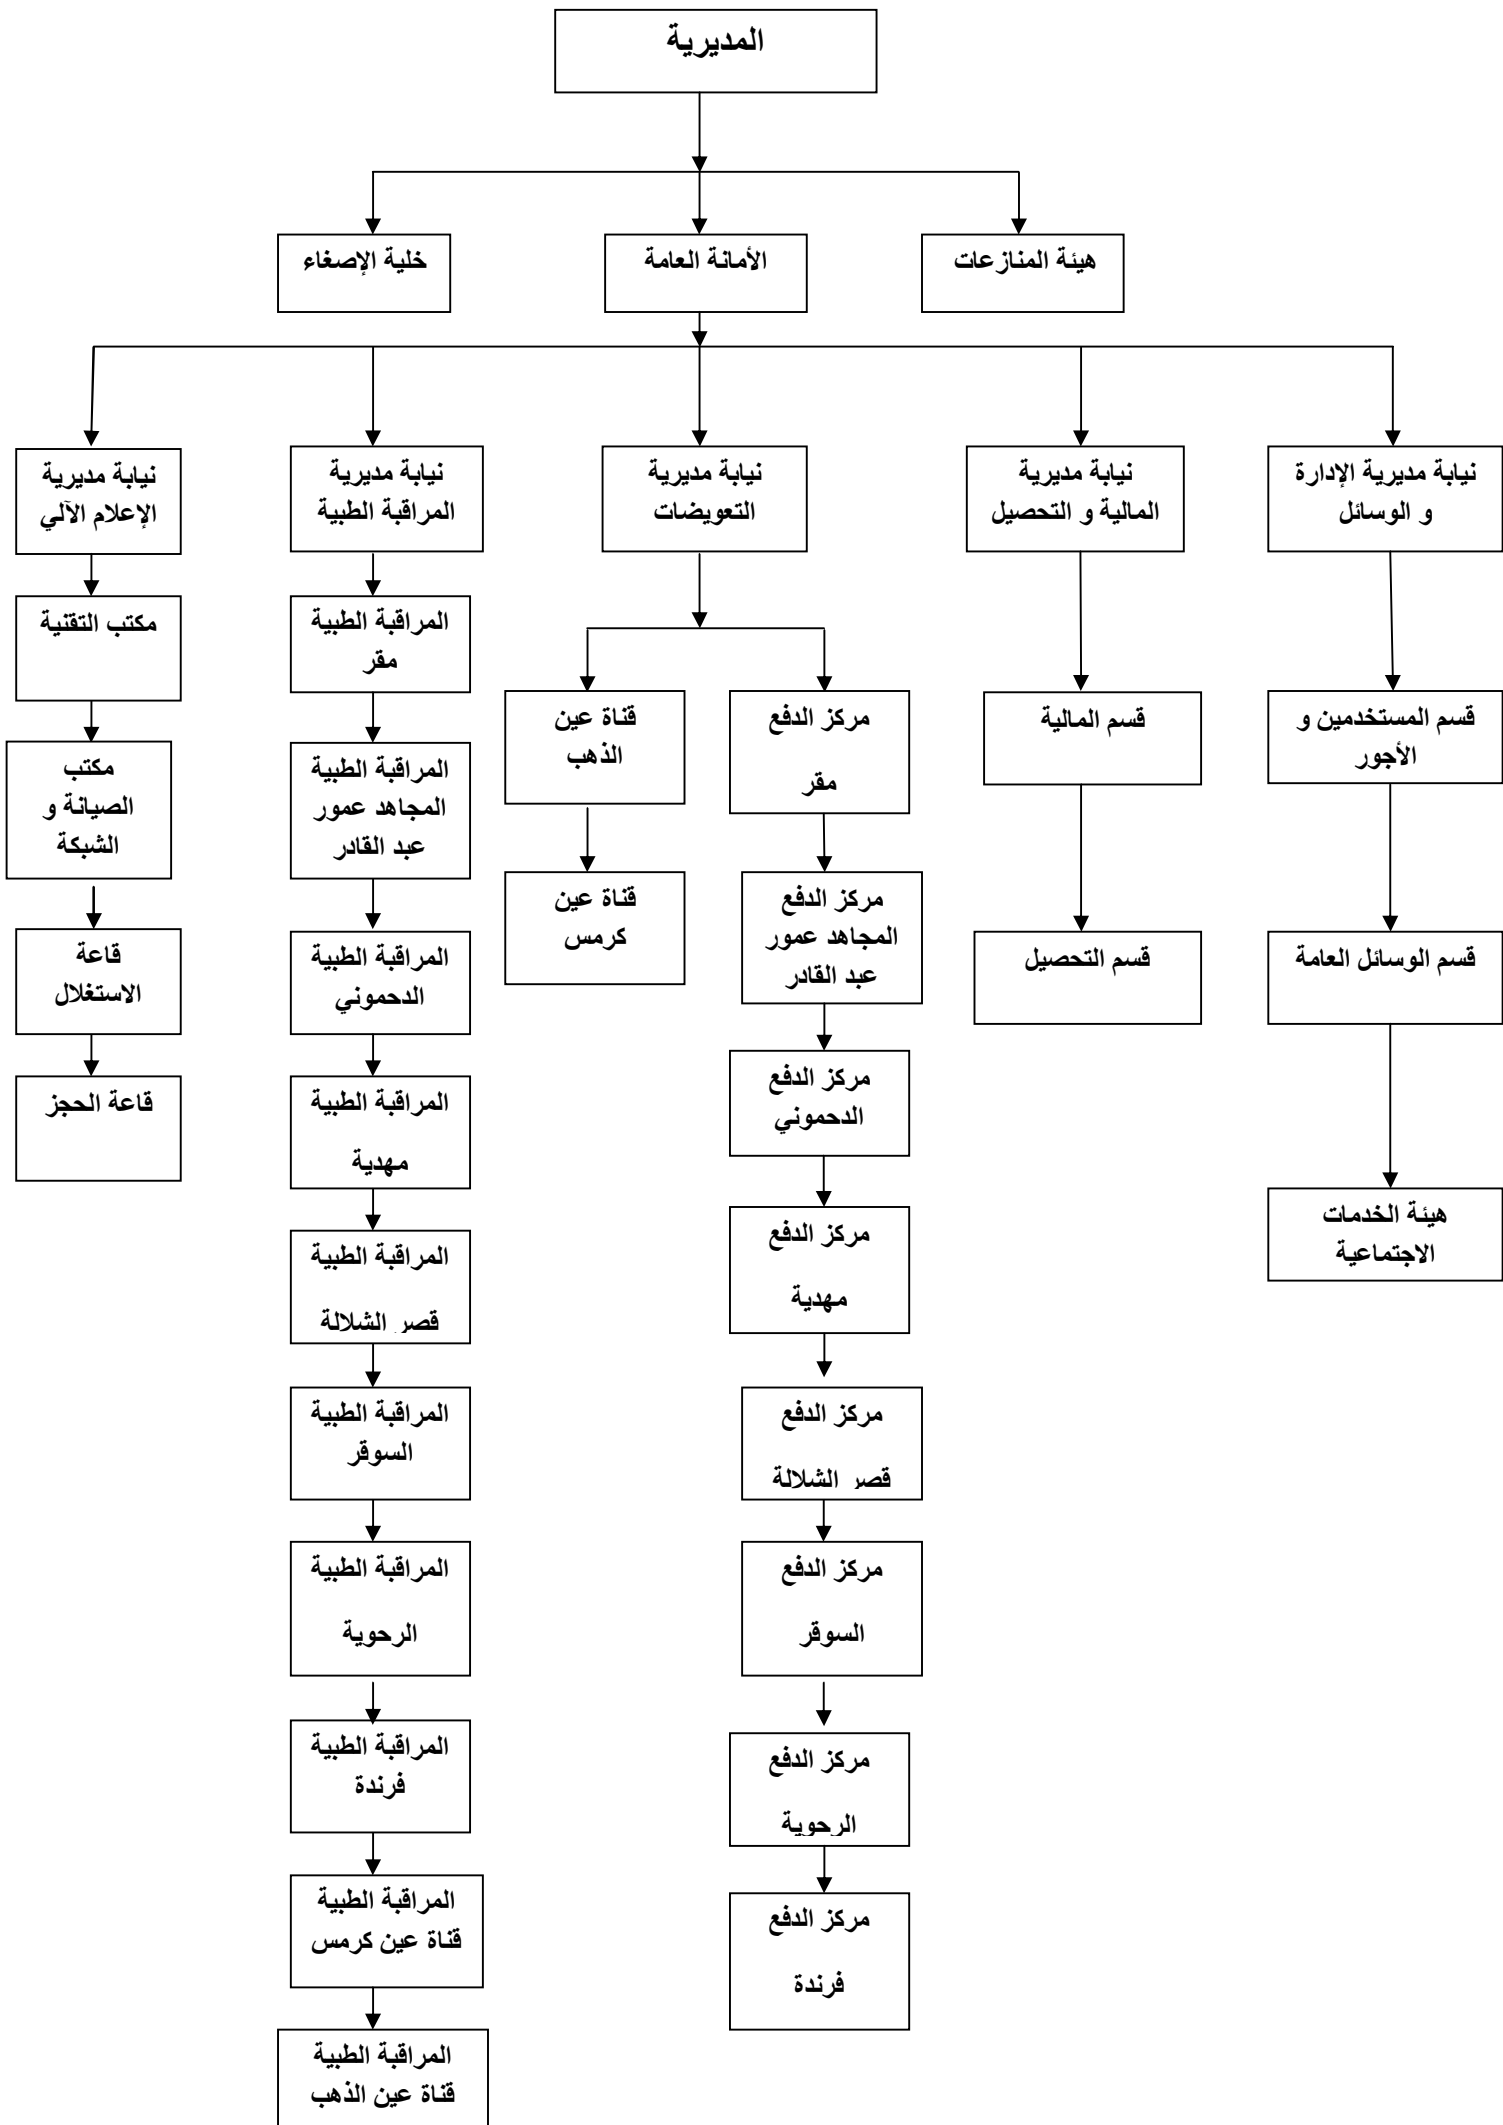 المديرية
هيئة المنازعات
الأمانة العامة
خلية الإصغاء
نيابة مديرية الإدارة
و الوسائل
نيابة مديرية
المالية و التحصيل
نيابة مديرية
التعويضات
نيابة مديرية
المراقبة الطبية
نيابة مديرية
الإعلام الآلي
قسم المستخدمين و
الأجور
قسم الوسائل العامة
هيئة الخدمات
الاجتماعية
قسم المالية
قسم التحصيل
مركز الدفع
مقر
مركز الدفع
المجاهد عمور
عبد القادر
مركز الدفع
الدحموني
مركز الدفع
مهدية
مركز الدفع
قصر الشلالة
مركز الدفع
السوقر
مركز الدفع
الرحوية
مركز الدفع
فرندة
قناة عين
الذهب
قناة عين
كرمس
المراقبة الطبية
مقر
المراقبة الطبية
المجاهد عمور
عبد القادر
المراقبة الطبية
الدحموني
المراقبة الطبية
مهدية
المراقبة الطبية
قصر الشلالة
المراقبة الطبية
السوقر
المراقبة الطبية
الرحوية
المراقبة الطبية
فرندة
المراقبة الطبية
قناة عين كرمس
المراقبة الطبية
قناة عين الذهب
مكتب التقنية
مكتب
الصيانة و
الشبكة
قاعة
الاستغلال
قاعة الحجز